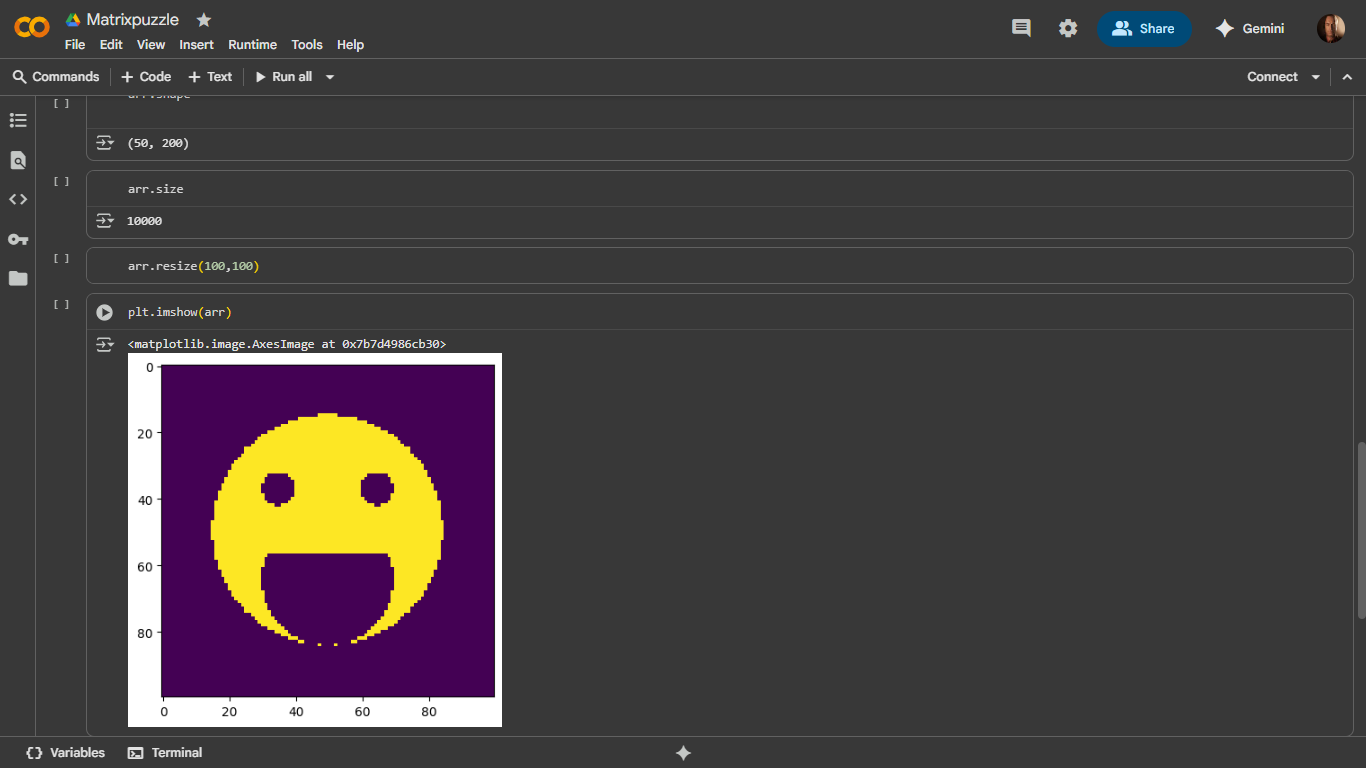 Matrixpuzzle
File Edit View Insert Runtime Tools Help
Share
Gemini
Commands + Code + Text Run all
Connect
[ ]
arr.shape
(50, 200)
[ ]
arr.size
10000
[ ]
arr.resize(100,100)
[ ]
plt.imshow(arr)
<matplotlib.image.AxesImage at 0x7b7d4986cb30>
0
20
40
60
80
0 20 40 60 80
Variables Terminal